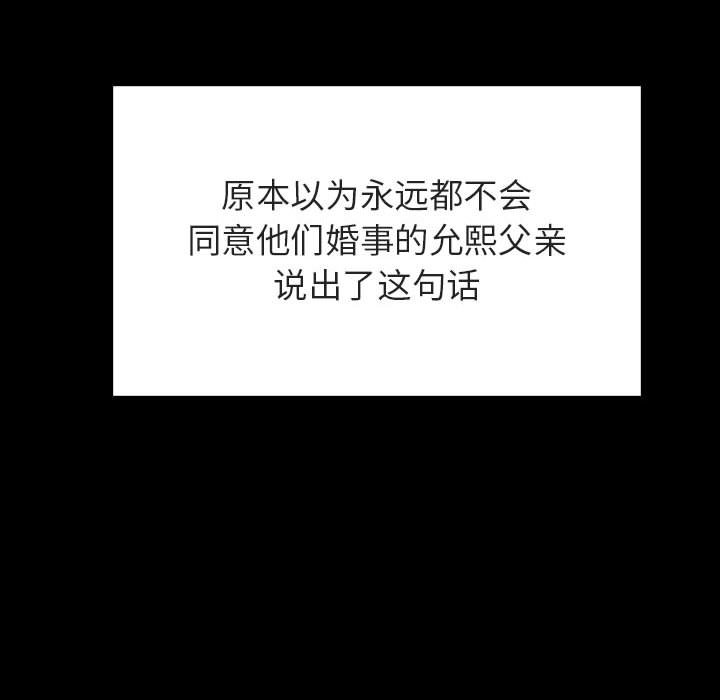 原本以为永远都不会
同意他们婚事的允熙父亲
说出了这句话